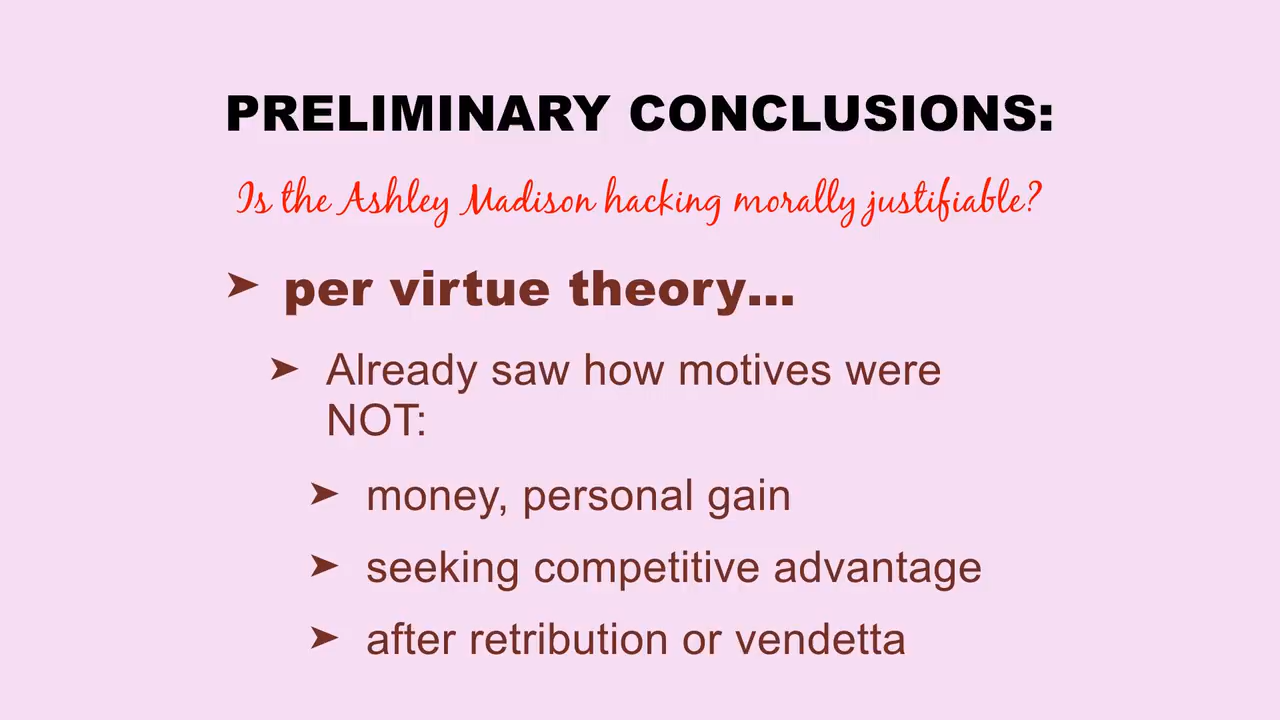 PRELIMINARY CONCLUSIONS:
Is the Ashley Madison hacking morally justifiable?
➤ per virtue theory...
➤ Already saw how motives were
NOT:
➤ money, personal gain
➤ seeking competitive advantage
➤ after retribution or vendetta